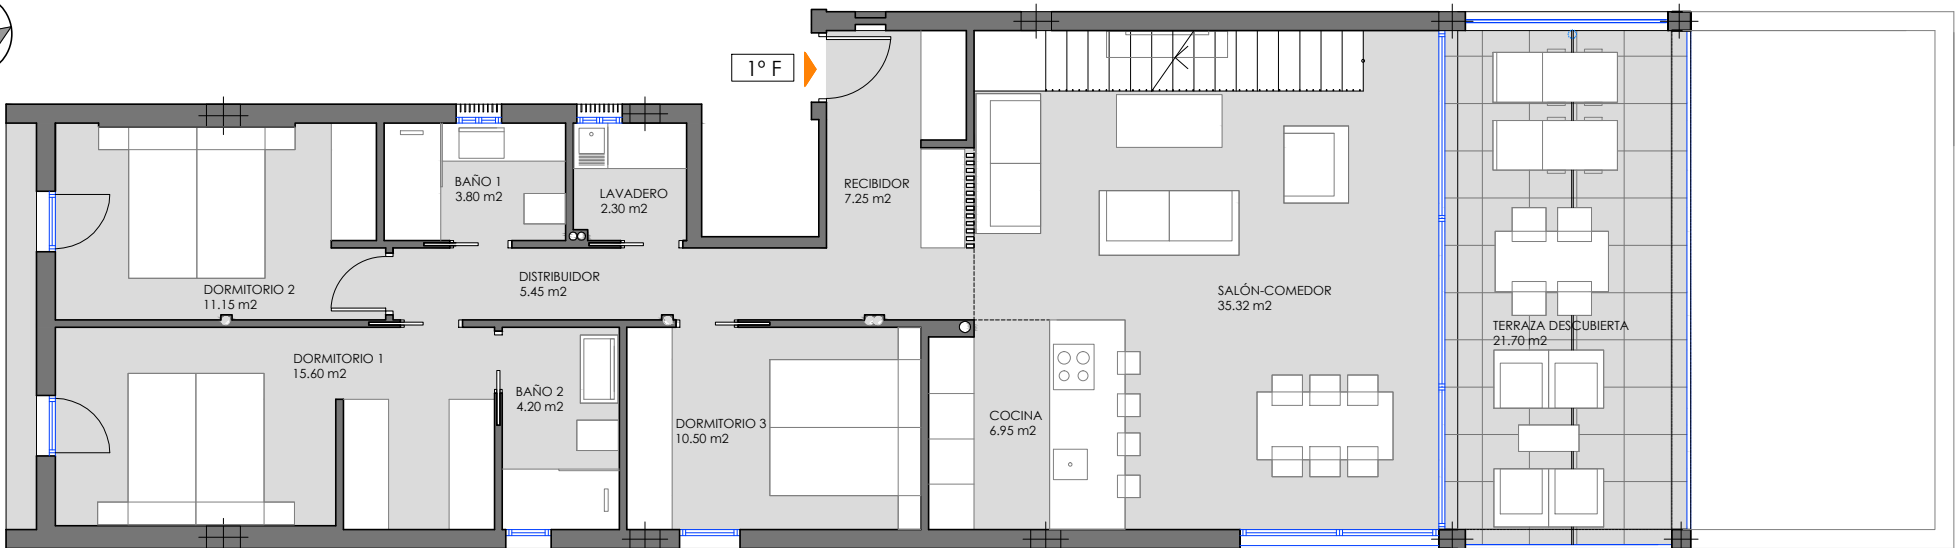 1º F
BAÑO 1
3.80 m2
LAVADERO
2.30 m2
RECIBIDOR
7.25 m2
DORMITORIO 2
11.15 m2
DISTRIBUIDOR
5.45 m2
SALÓN-COMEDOR
35.32 m2
TERRAZA DESCUBIERTA
21.70 m2
DORMITORIO 1
15.60 m2
BAÑO 2
4.20 m2
DORMITORIO 3
10.50 m2
COCINA
6.95 m2